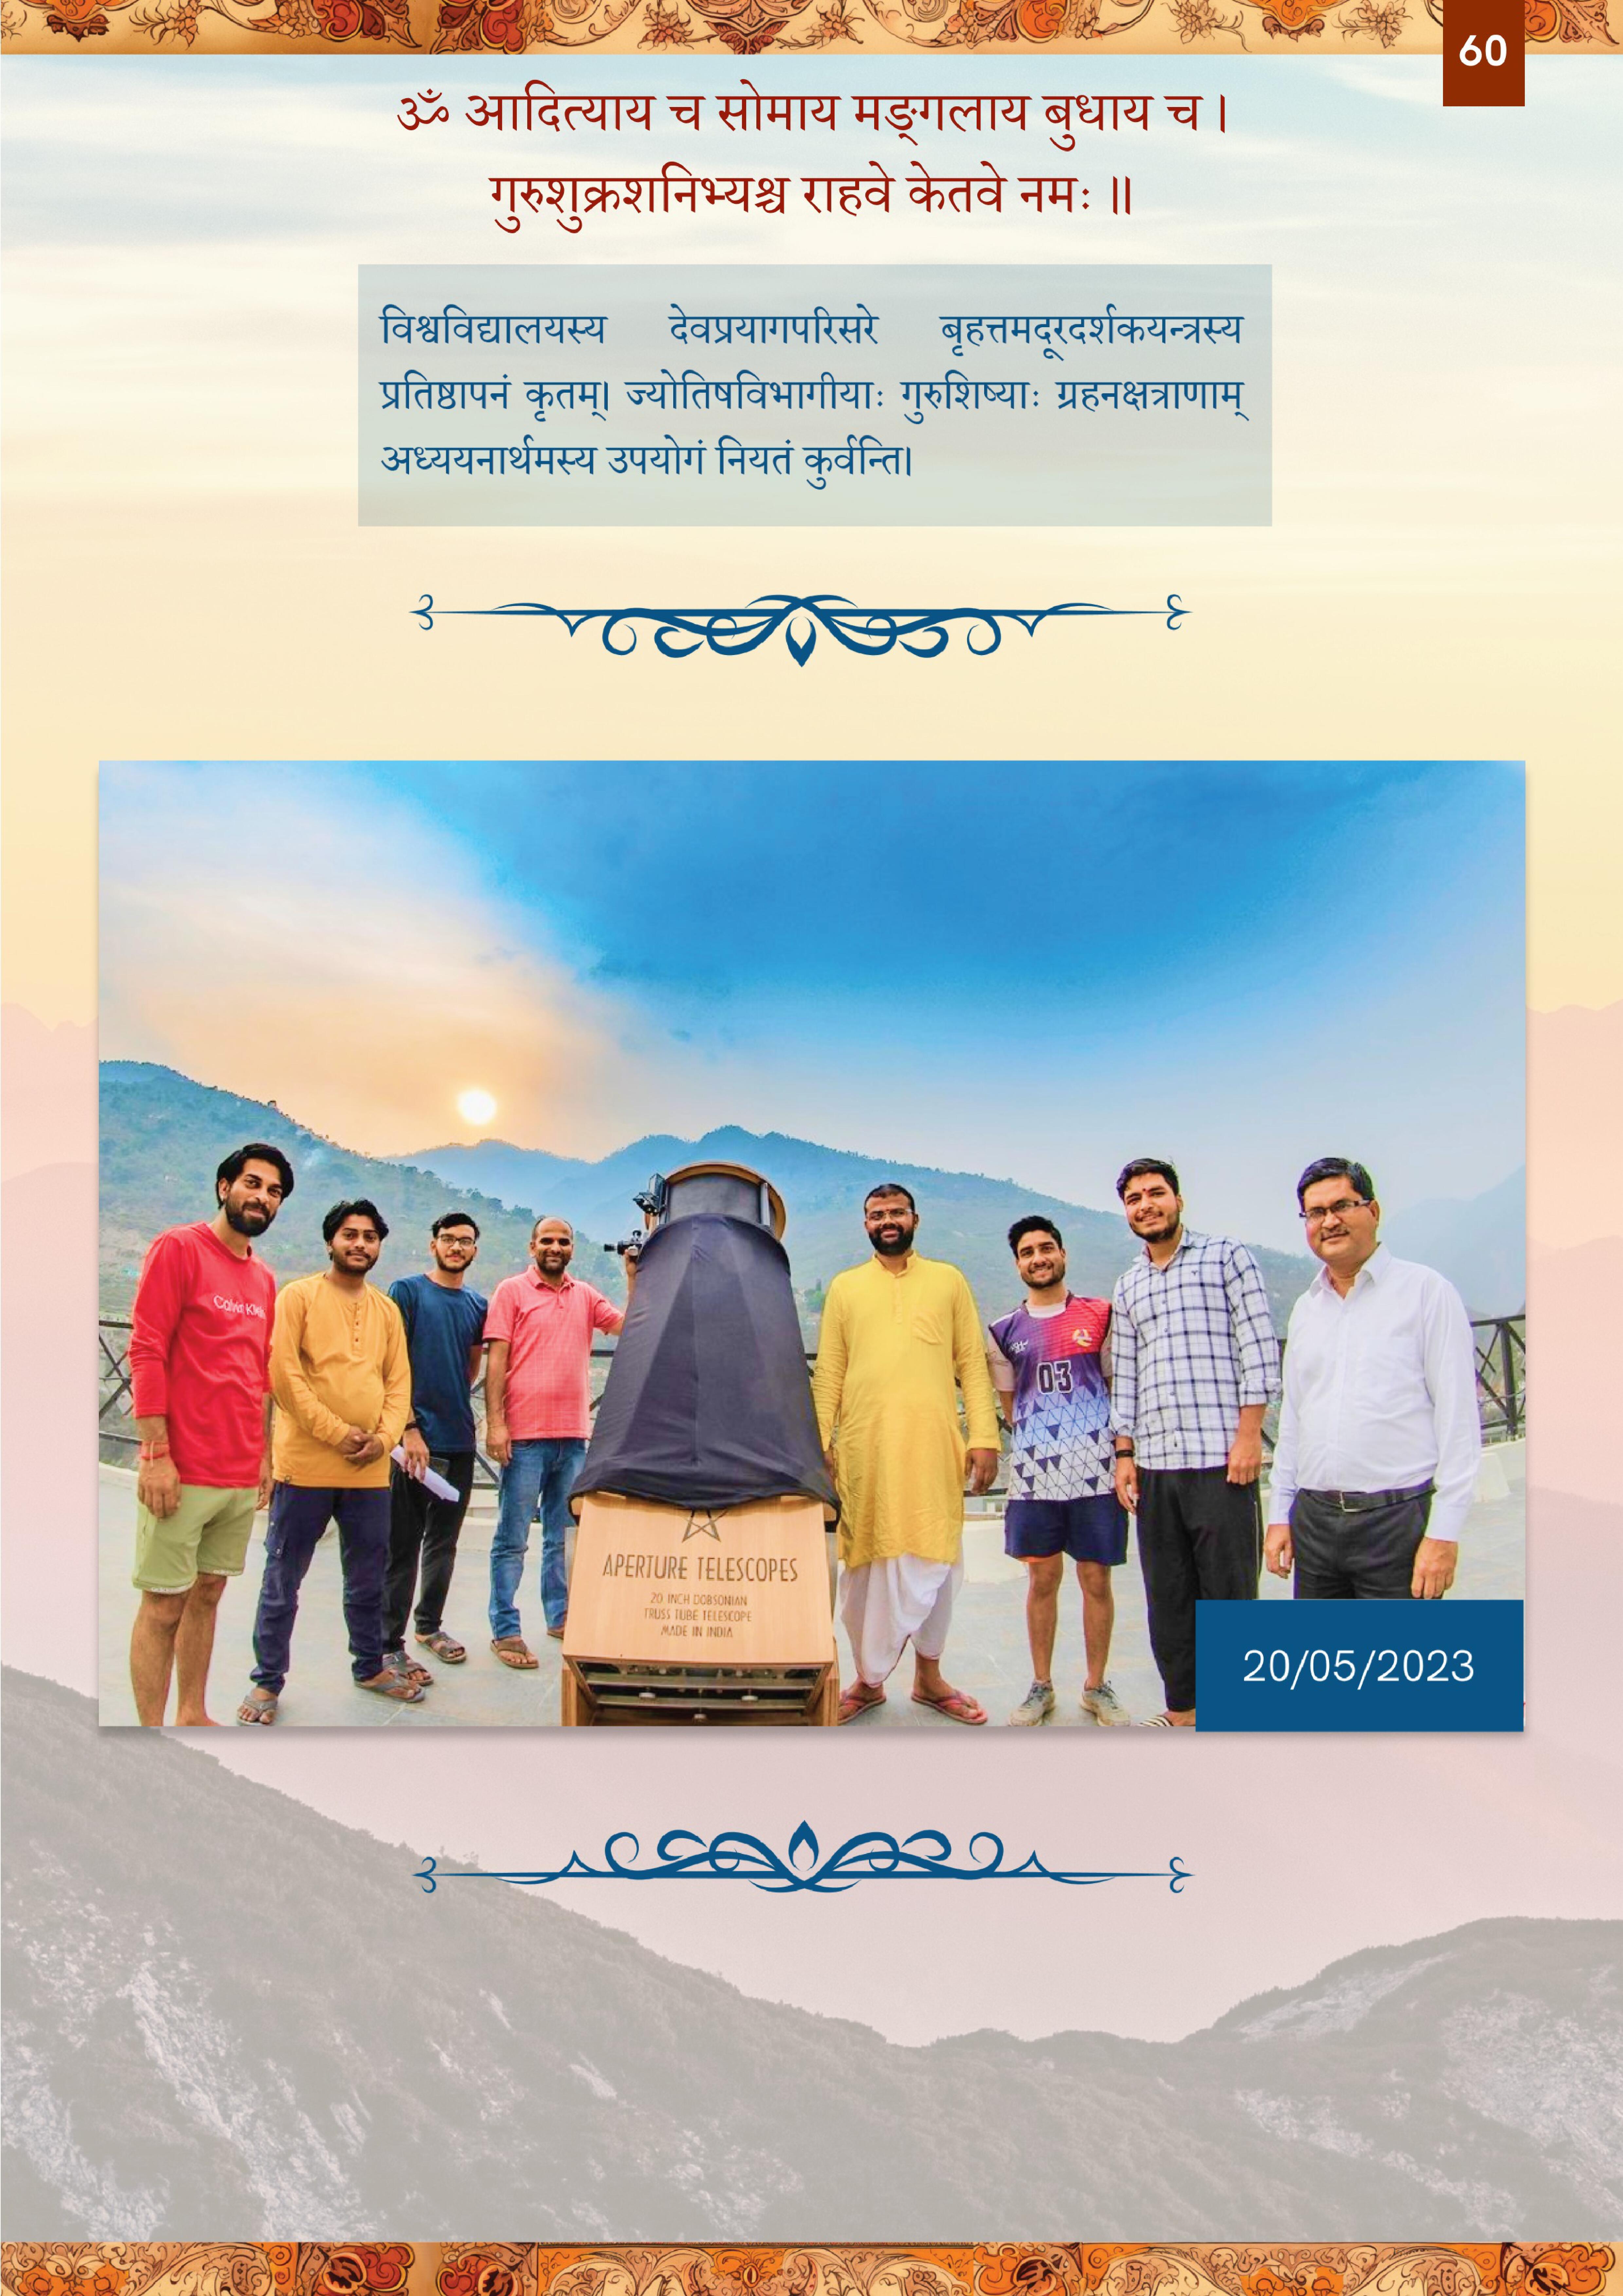 60
ॐ आदित्याय च सोमाय मङ्गलाय बुधाय च ।
गुरुशुक्रशनिभ्यश्च राहवे केतवे नमः ॥
विश्वविद्यालयस्य देवप्रयागपरिसरे बृहत्तमदूरदर्शकयन्त्रस्य
प्रतिष्ठापनं कृतम्। ज्योतिषविभागीयाः गुरुशिष्याः ग्रहनक्षत्राणाम्
अध्ययनार्थमस्य उपयोगं नियतं कुर्वन्ति।
Calvin Klein
03
APERTURE TELESCOPES
20 INCH DOBSONIAN
TRUSS TUBE TELESCOPE
MADE IN INDIA
20/05/2023